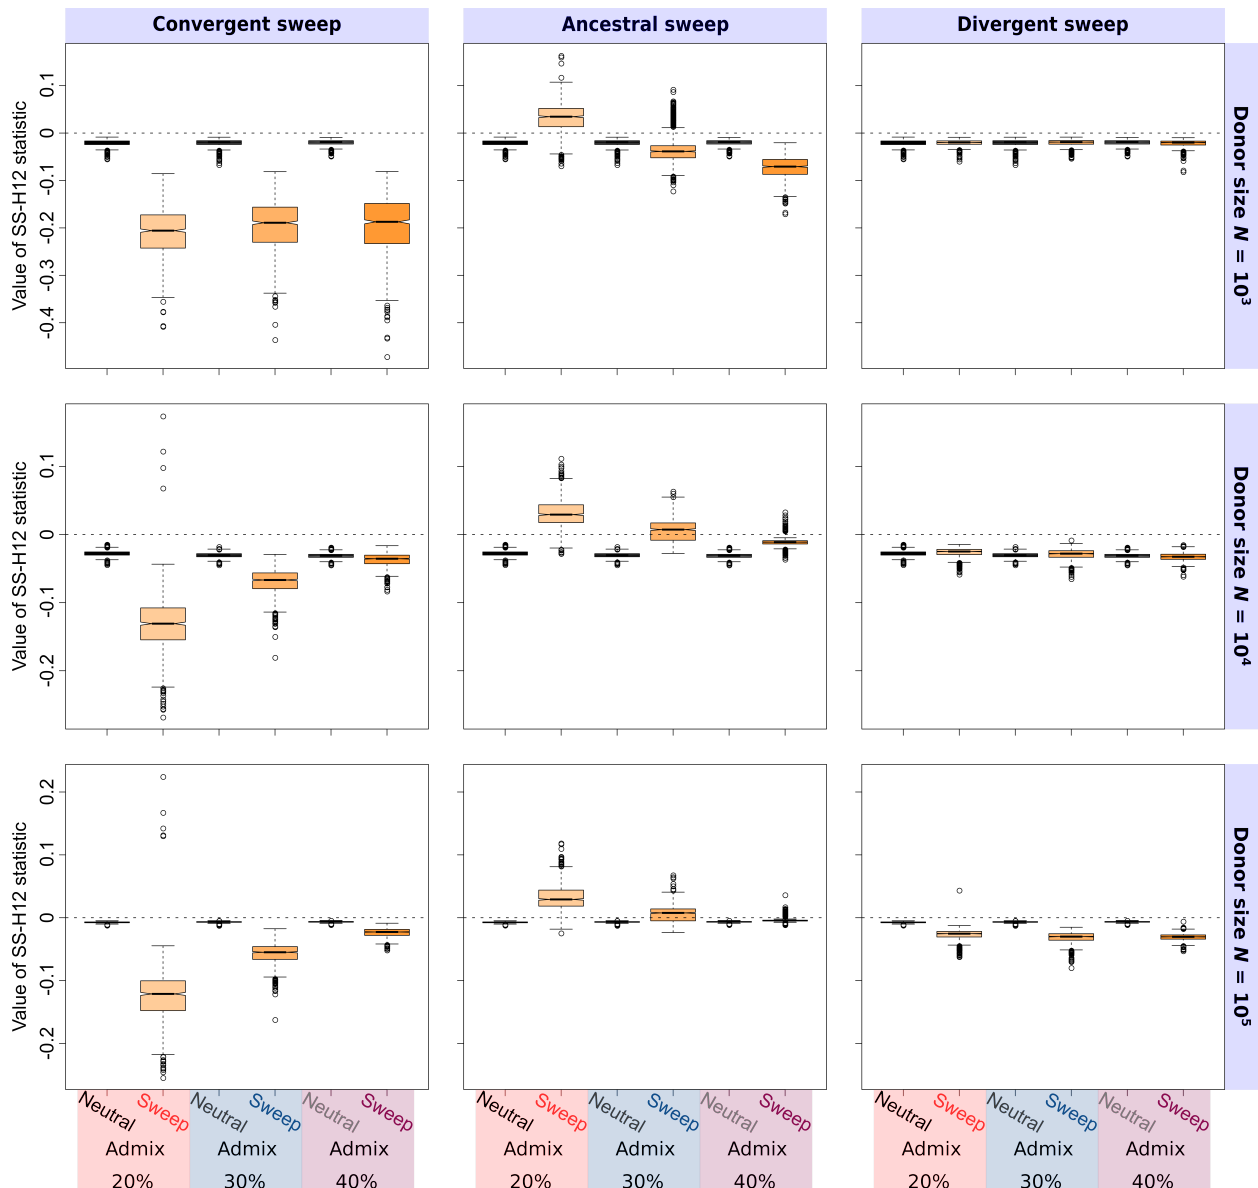 Convergent sweep
Ancestral sweep
Divergent sweep
Value of SS-H12 statistic
0.1
0
-0.1
-0.2
-0.3
-0.4
Donor size N = 10³
Value of SS-H12 statistic
0.1
0
-0.1
-0.2
Donor size N = 10⁴
Value of SS-H12 statistic
0.2
0.1
0
-0.1
-0.2
Donor size N = 10⁵
Neutral Sweep Neutral Sweep Neutral Sweep
Admix Admix Admix
20% 30% 40%
Neutral Sweep Neutral Sweep Neutral Sweep
Admix Admix Admix
20% 30% 40%
Neutral Sweep Neutral Sweep Neutral Sweep
Admix Admix Admix
20% 30% 40%